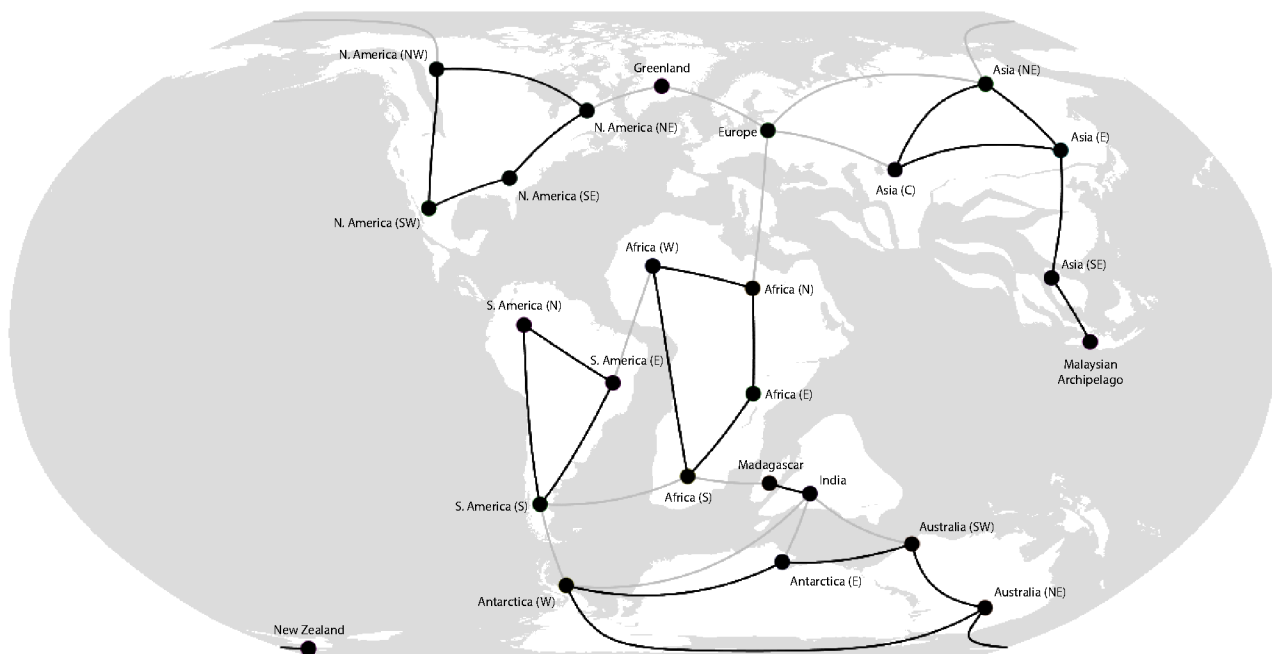 N. America (NW)
Greenland
Asia (NE)
N. America (NE)
Europe
Asia (E)
Asia (C)
N. America (SE)
N. America (SW)
Africa (W)
Asia (SE)
Africa (N)
S. America (N)
S. America (E)
Malaysian
Archipelago
Africa (E)
Madagascar
India
Africa (S)
S. America (S)
Australia (SW)
Antarctica (E)
Australia (NE)
Antarctica (W)
New Zealand